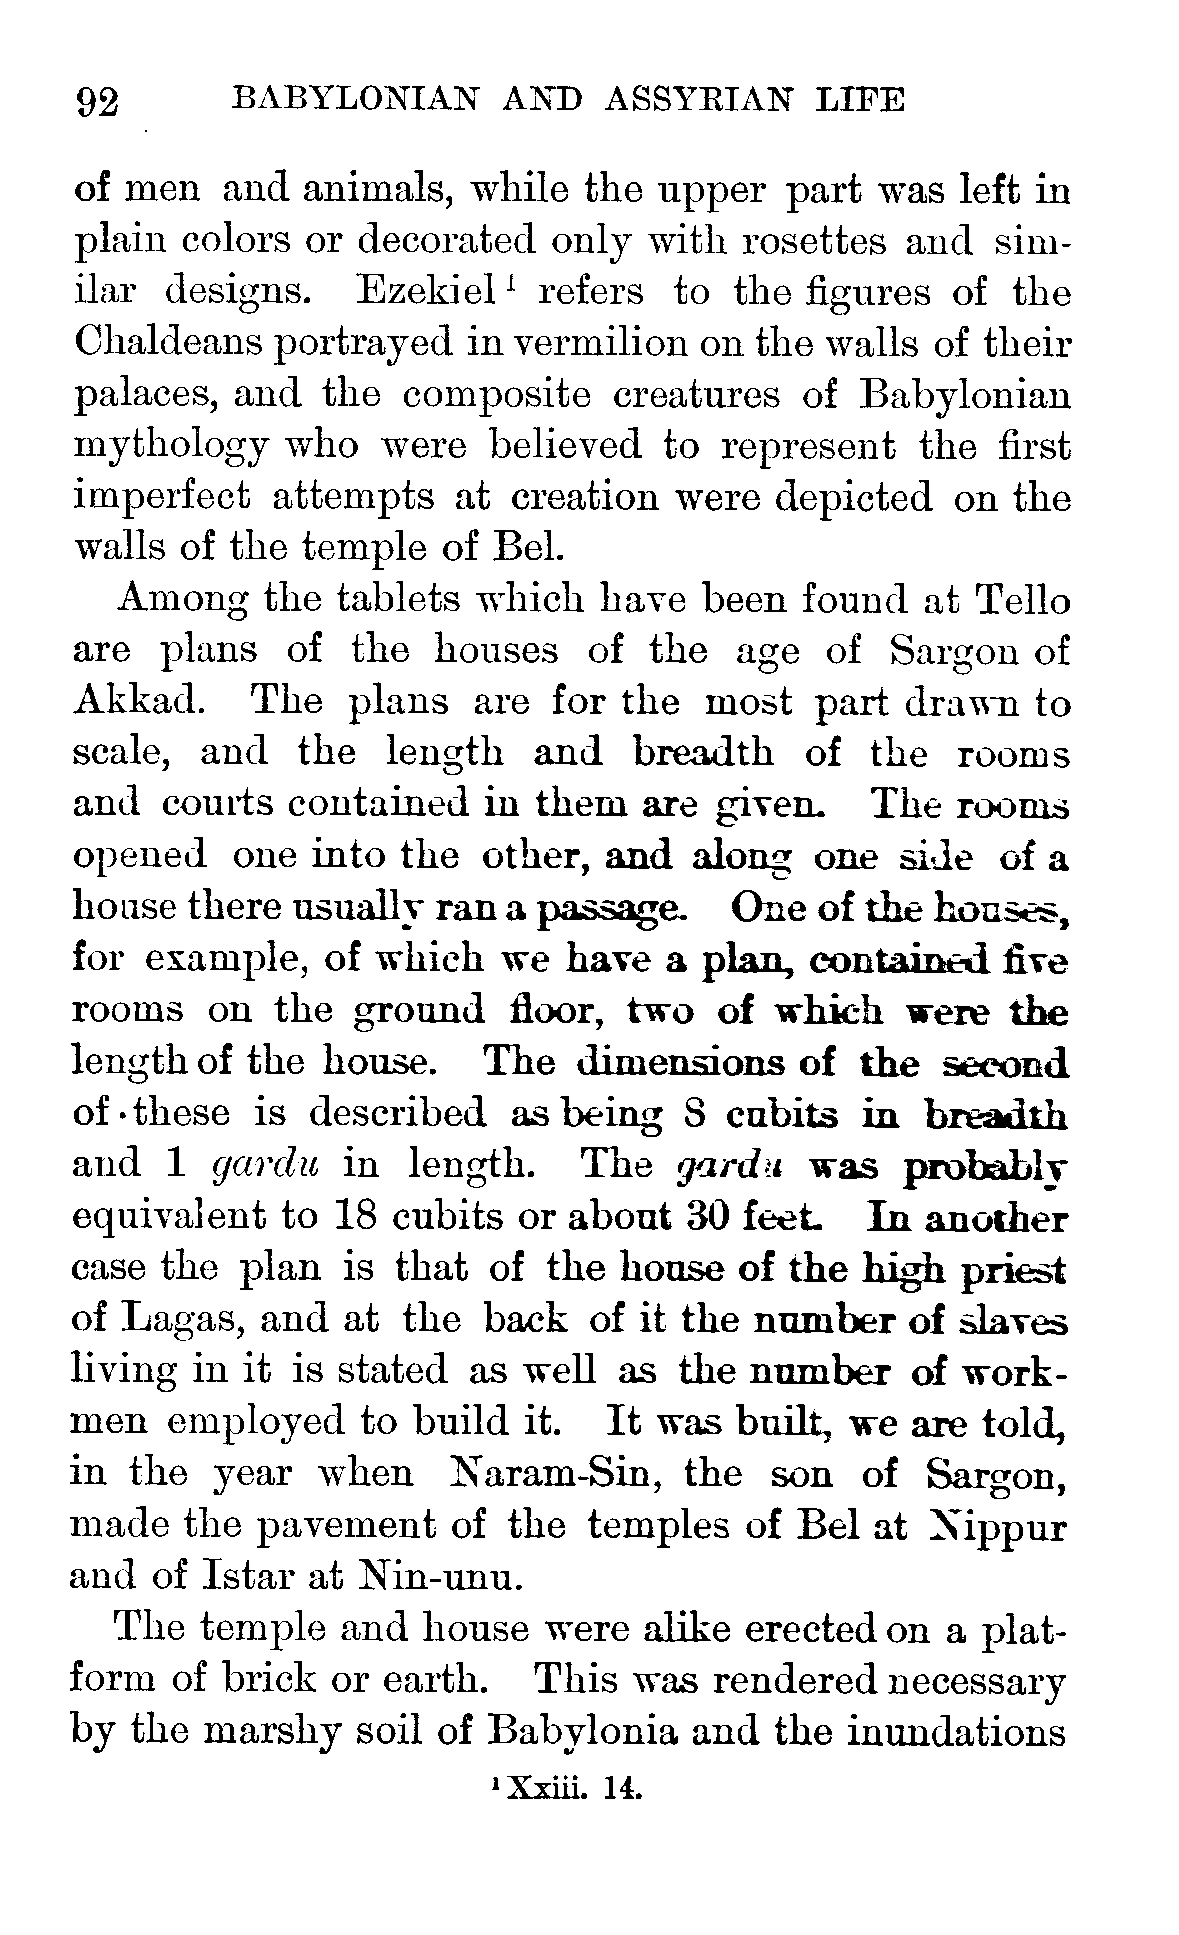 92 BABYLONIAN AND ASSYRIAN LIFE
of men and animals, while the upper part was left in
plain colors or decorated only with rosettes and sim-
ilar designs. Ezekiel¹ refers to the figures of the
Chaldeans portrayed in vermilion on the walls of their
palaces, and the composite creatures of Babylonian
mythology who were believed to represent the first
imperfect attempts at creation were depicted on the
walls of the temple of Bel.
Among the tablets which have been found at Tello
are plans of the houses of the age of Sargon of
Akkad. The plans are for the most part drawn to
scale, and the length and breadth of the rooms
and courts contained in them are given. The rooms
opened one into the other, and along one side of a
house there usually ran a passage. One of the houses,
for example, of which we have a plan, contained five
rooms on the ground floor, two of which were the
length of the house. The dimensions of the second
of these is described as being 8 cubits in breadth
and 1 gardu in length. The gardu was probably
equivalent to 18 cubits or about 30 feet. In another
case the plan is that of the house of the high priest
of Lagas, and at the back of it the number of slaves
living in it is stated as well as the number of work-
men employed to build it. It was built, we are told,
in the year when Naram-Sin, the son of Sargon,
made the pavement of the temples of Bel at Nippur
and of Istar at Nin-unu.
The temple and house were alike erected on a plat-
form of brick or earth. This was rendered necessary
by the marshy soil of Babylonia and the inundations
¹ Xxiii. 14.